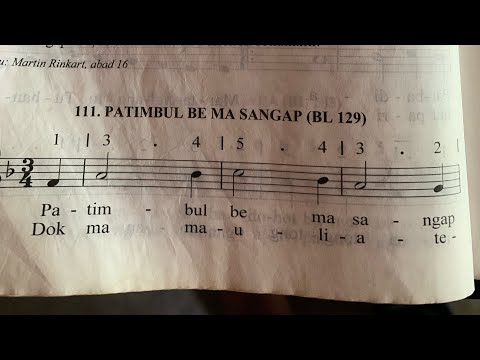 u: Martin Rinkart, abad 16
111. PATIMBUL BE MA SANGAP (BL 129)
1 | 3 . 4 | 5 . 4 | 3 . 2
3/4
Pa - tim - bul be ma sa - ngap
Dok ma - ma - u - li - a - te -